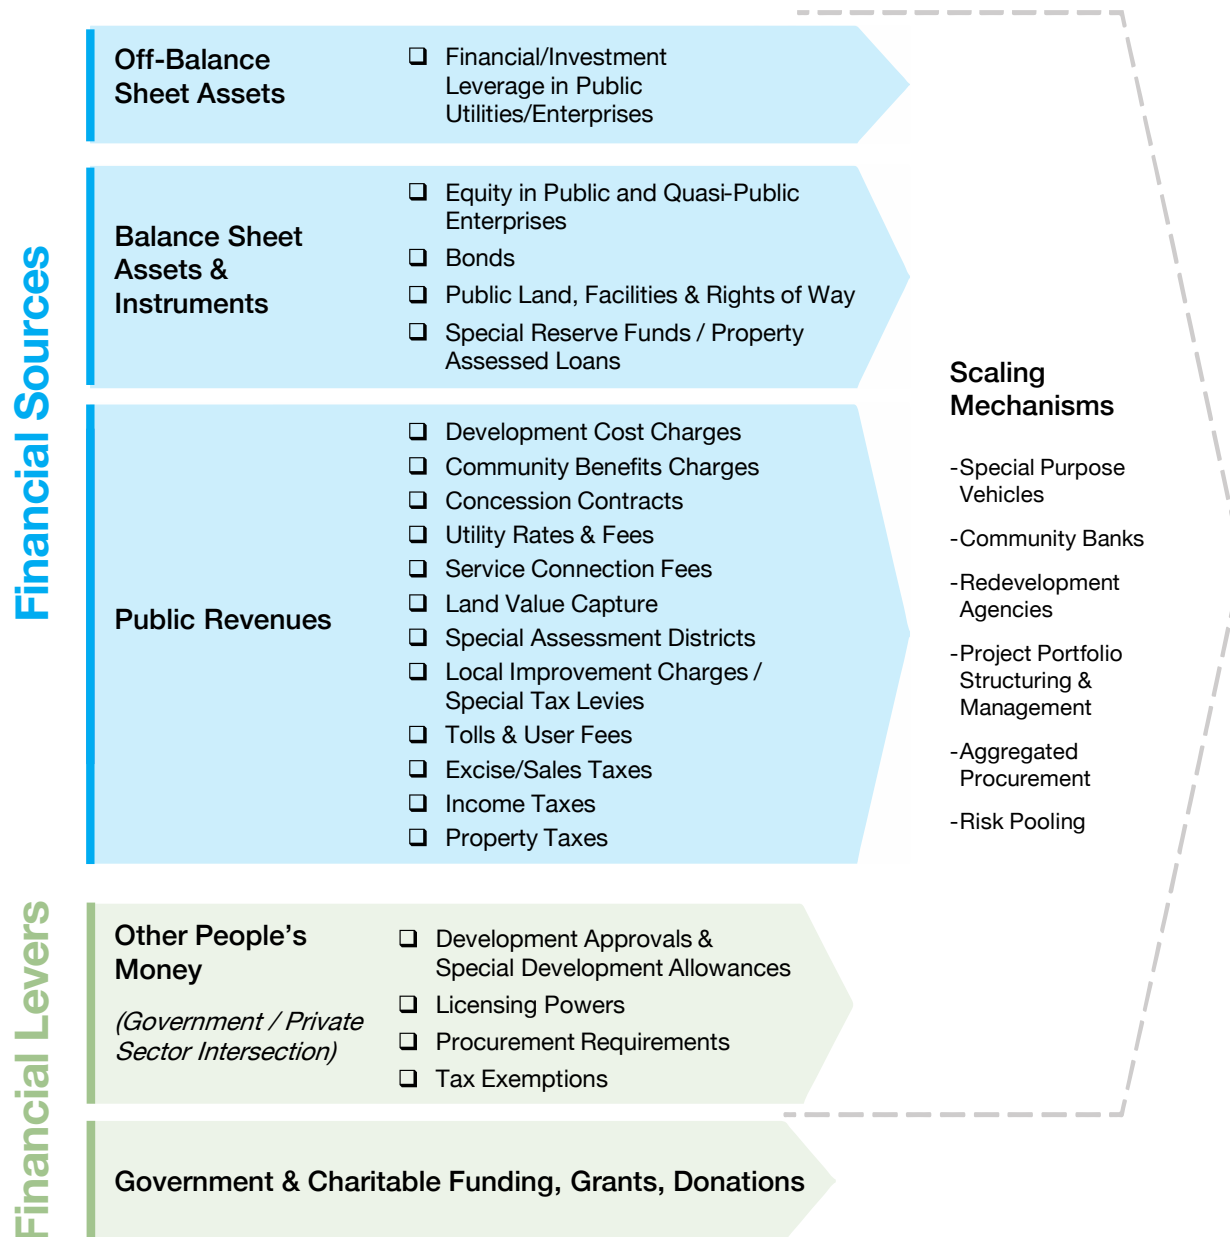 Financial Sources
Off-Balance
Sheet Assets
❑ Financial/Investment
Leverage in Public
Utilities/Enterprises
Balance Sheet
Assets &
Instruments
❑ Equity in Public and Quasi-Public
Enterprises
❑ Bonds
❑ Public Land, Facilities & Rights of Way
❑ Special Reserve Funds / Property
Assessed Loans
Public Revenues
❑ Development Cost Charges
❑ Community Benefits Charges
❑ Concession Contracts
❑ Utility Rates & Fees
❑ Service Connection Fees
❑ Land Value Capture
❑ Special Assessment Districts
❑ Local Improvement Charges /
Special Tax Levies
❑ Tolls & User Fees
❑ Excise/Sales Taxes
❑ Income Taxes
❑ Property Taxes
Financial Levers
Other People's
Money
(Government / Private
Sector Intersection)
❑ Development Approvals &
Special Development Allowances
❑ Licensing Powers
❑ Procurement Requirements
❑ Tax Exemptions
Government & Charitable Funding, Grants, Donations
Scaling
Mechanisms
-Special Purpose
Vehicles
-Community Banks
-Redevelopment
Agencies
-Project Portfolio
Structuring &
Management
-Aggregated
Procurement
-Risk Pooling